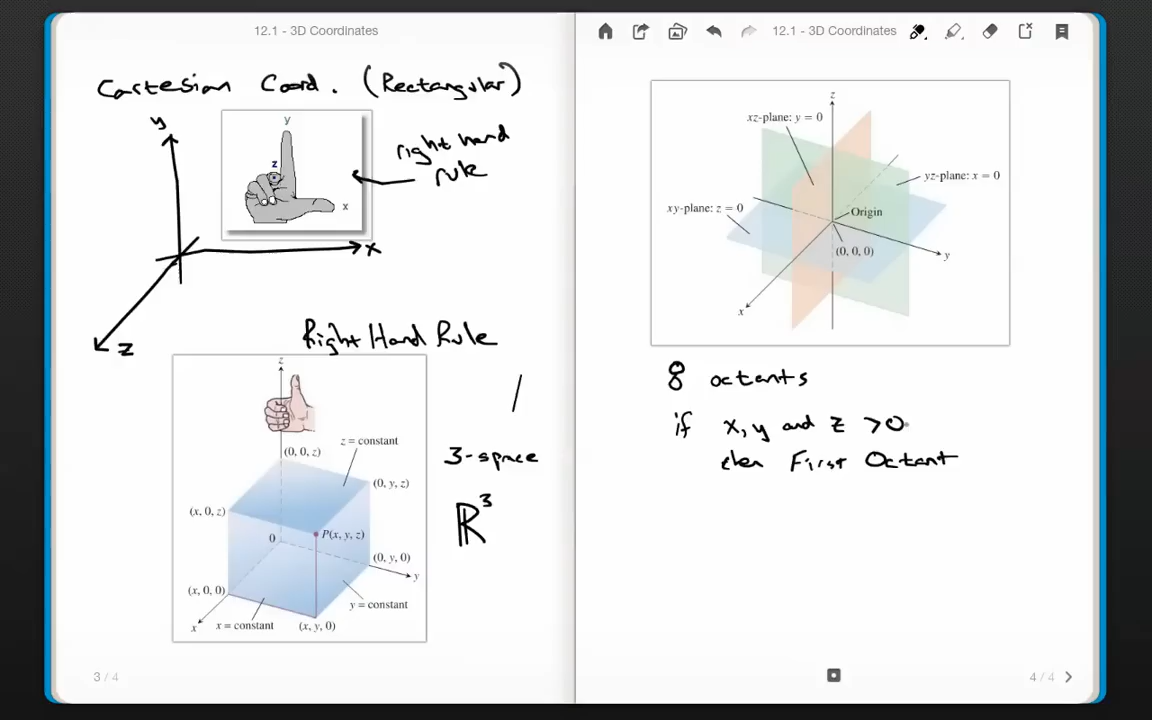 12.1 - 3D Coordinates
Cartesian Coord. (Rectangular)
y
y
z
x
right hand
rule
x
z
Right Hand Rule
z
z = constant
(0, 0, z)
3-space
(0, y, z)
(x, 0, z)
R³
P(x, y, z)
0
(0, y, 0)
y
(x, 0, 0)
y = constant
x
x = constant
(x, y, 0)
3 / 4
12.1 - 3D Coordinates
z
xz-plane: y = 0
yz-plane: x = 0
xy-plane: z = 0
Origin
(0, 0, 0)
y
x
8 octants
if x, y and z >0
then First Octant
4 / 4